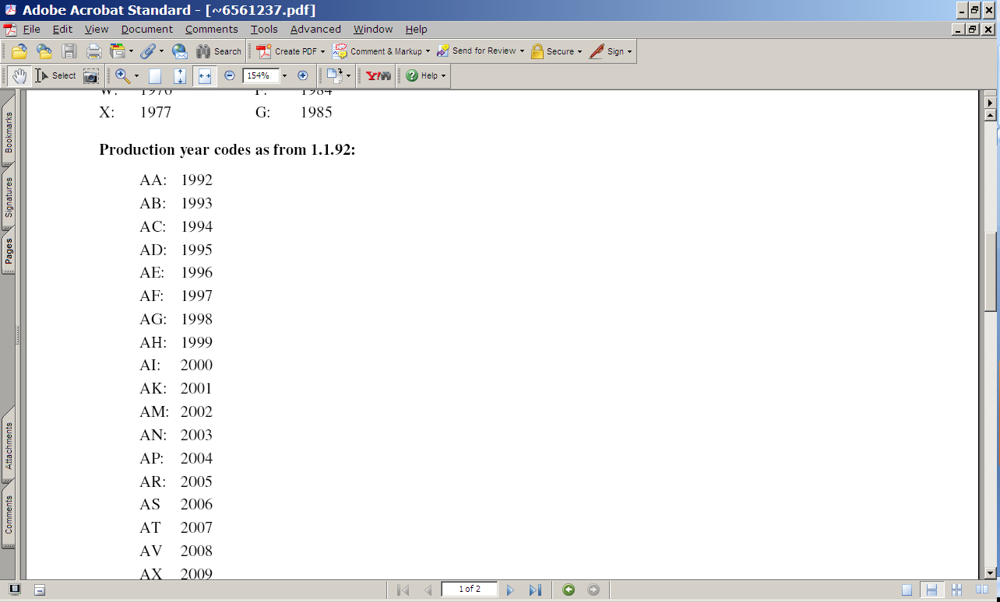 Adobe Acrobat Standard - [~6561237.pdf]
File Edit View Document Comments Tools Advanced Window Help
Search Create PDF Comment & Markup Send for Review Secure Sign
Select 154% Y! Help
W: 1976 F: 1984
X: 1977 G: 1985
Production year codes as from 1.1.92:
AA: 1992
AB: 1993
AC: 1994
AD: 1995
AE: 1996
AF: 1997
AG: 1998
AH: 1999
AI: 2000
AK: 2001
AM: 2002
AN: 2003
AP: 2004
AR: 2005
AS 2006
AT 2007
AV 2008
AX 2009
Bookmarks
Signatures
Pages
Attachments
Comments
1 of 2